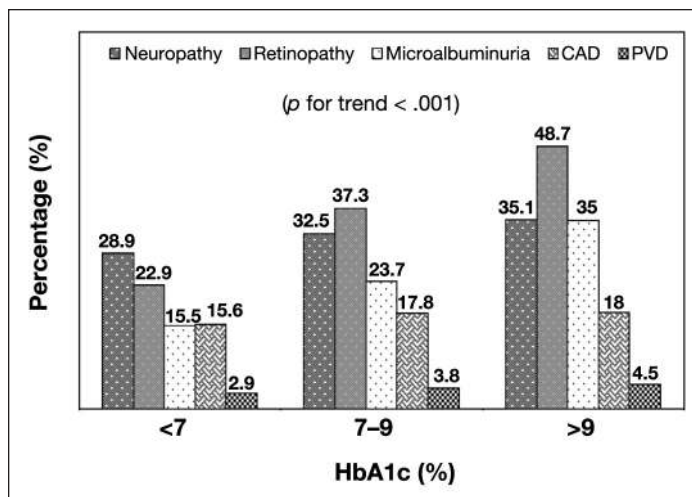 Neuropathy Retinopathy Microalbuminuria CAD PVD
(p for trend < .001)
Percentage (%)
28.9 22.9 15.5 15.6 2.9
32.5 37.3 23.7 17.8 3.8
35.1 48.7 35 18 4.5
<7 7–9 >9
HbA1c (%)